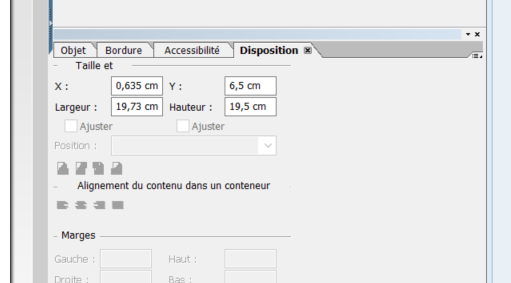 Objet Bordure Accessibilité Disposition
Taille et
X : 0,635 cm Y : 6,5 cm
Largeur : 19,73 cm Hauteur : 19,5 cm
Ajuster Ajuster
Position :
Alignement du contenu dans un conteneur
Marges
Gauche : Haut :
Droite : Bas :